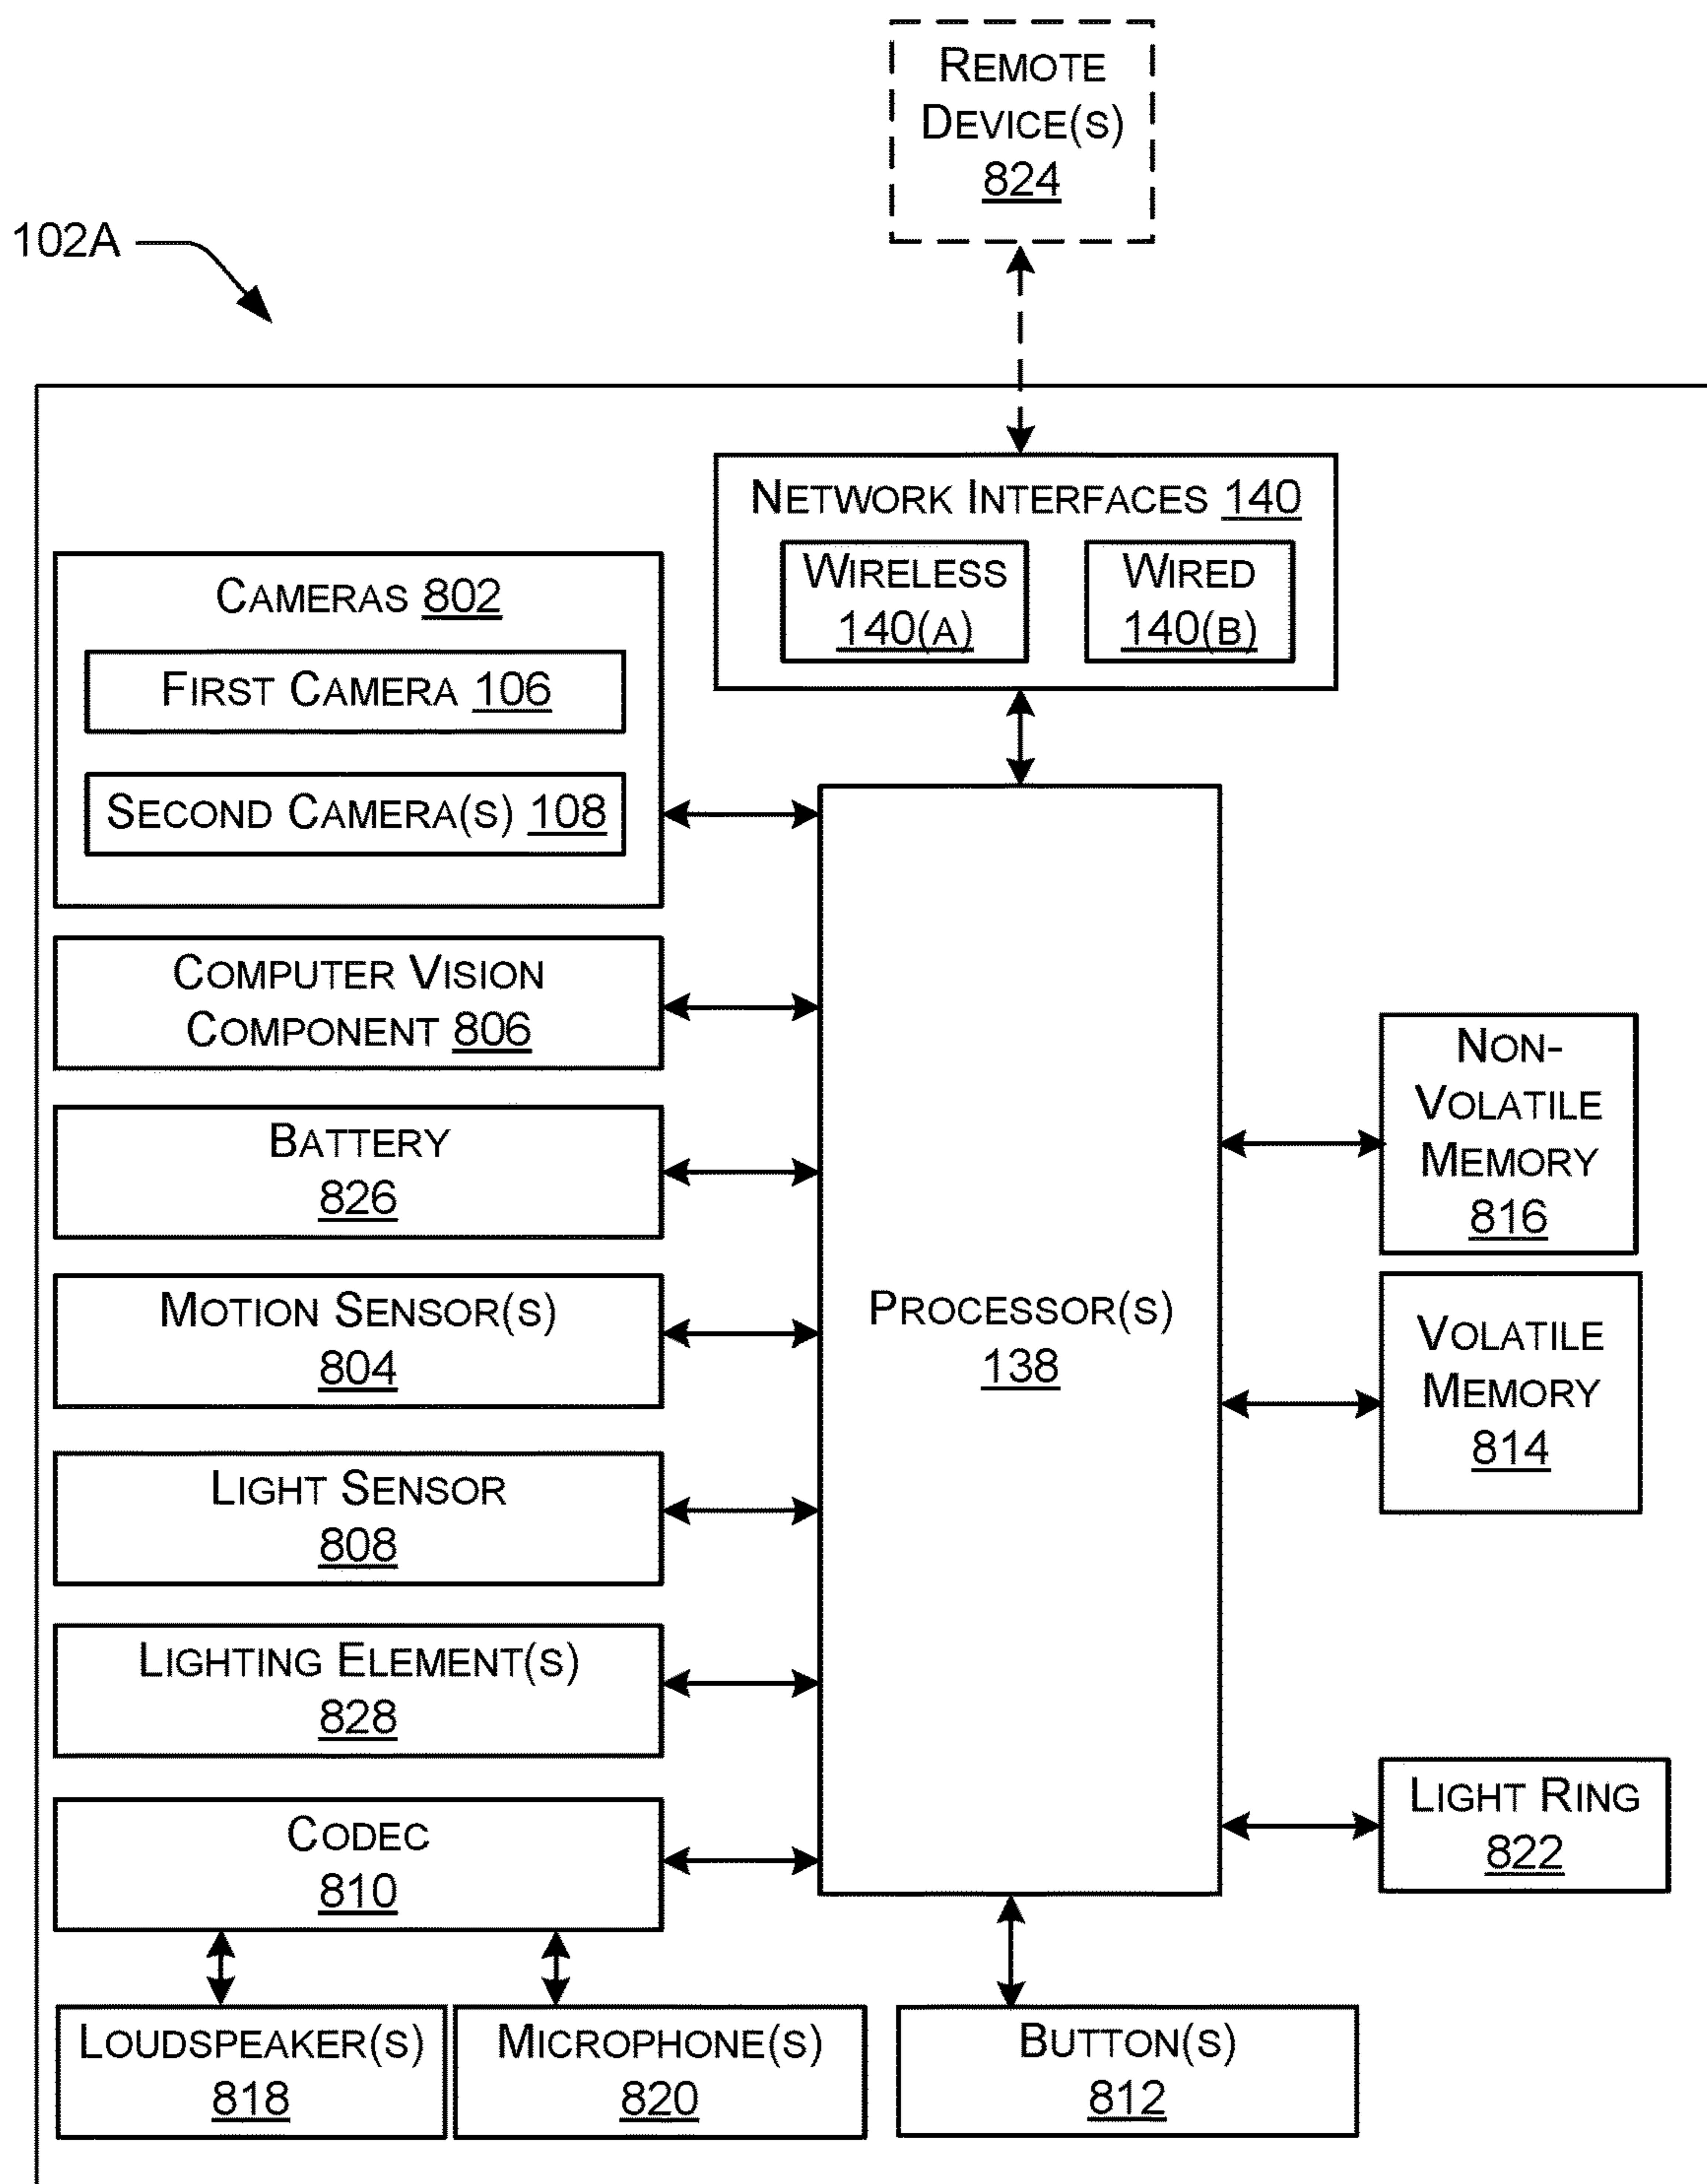 REMOTE
DEVICE(S)
824
102A
NETWORK INTERFACES 140
WIRELESS
140(A)
WIRED
140(B)
CAMERAS 802
FIRST CAMERA 106
SECOND CAMERA(S) 108
COMPUTER VISION
COMPONENT 806
BATTERY
826
MOTION SENSOR(S)
804
LIGHT SENSOR
808
LIGHTING ELEMENT(S)
828
CODEC
810
LOUDSPEAKER(S)
818
MICROPHONE(S)
820
PROCESSOR(S)
138
BUTTON(S)
812
NON-
VOLATILE
MEMORY
816
VOLATILE
MEMORY
814
LIGHT RING
822